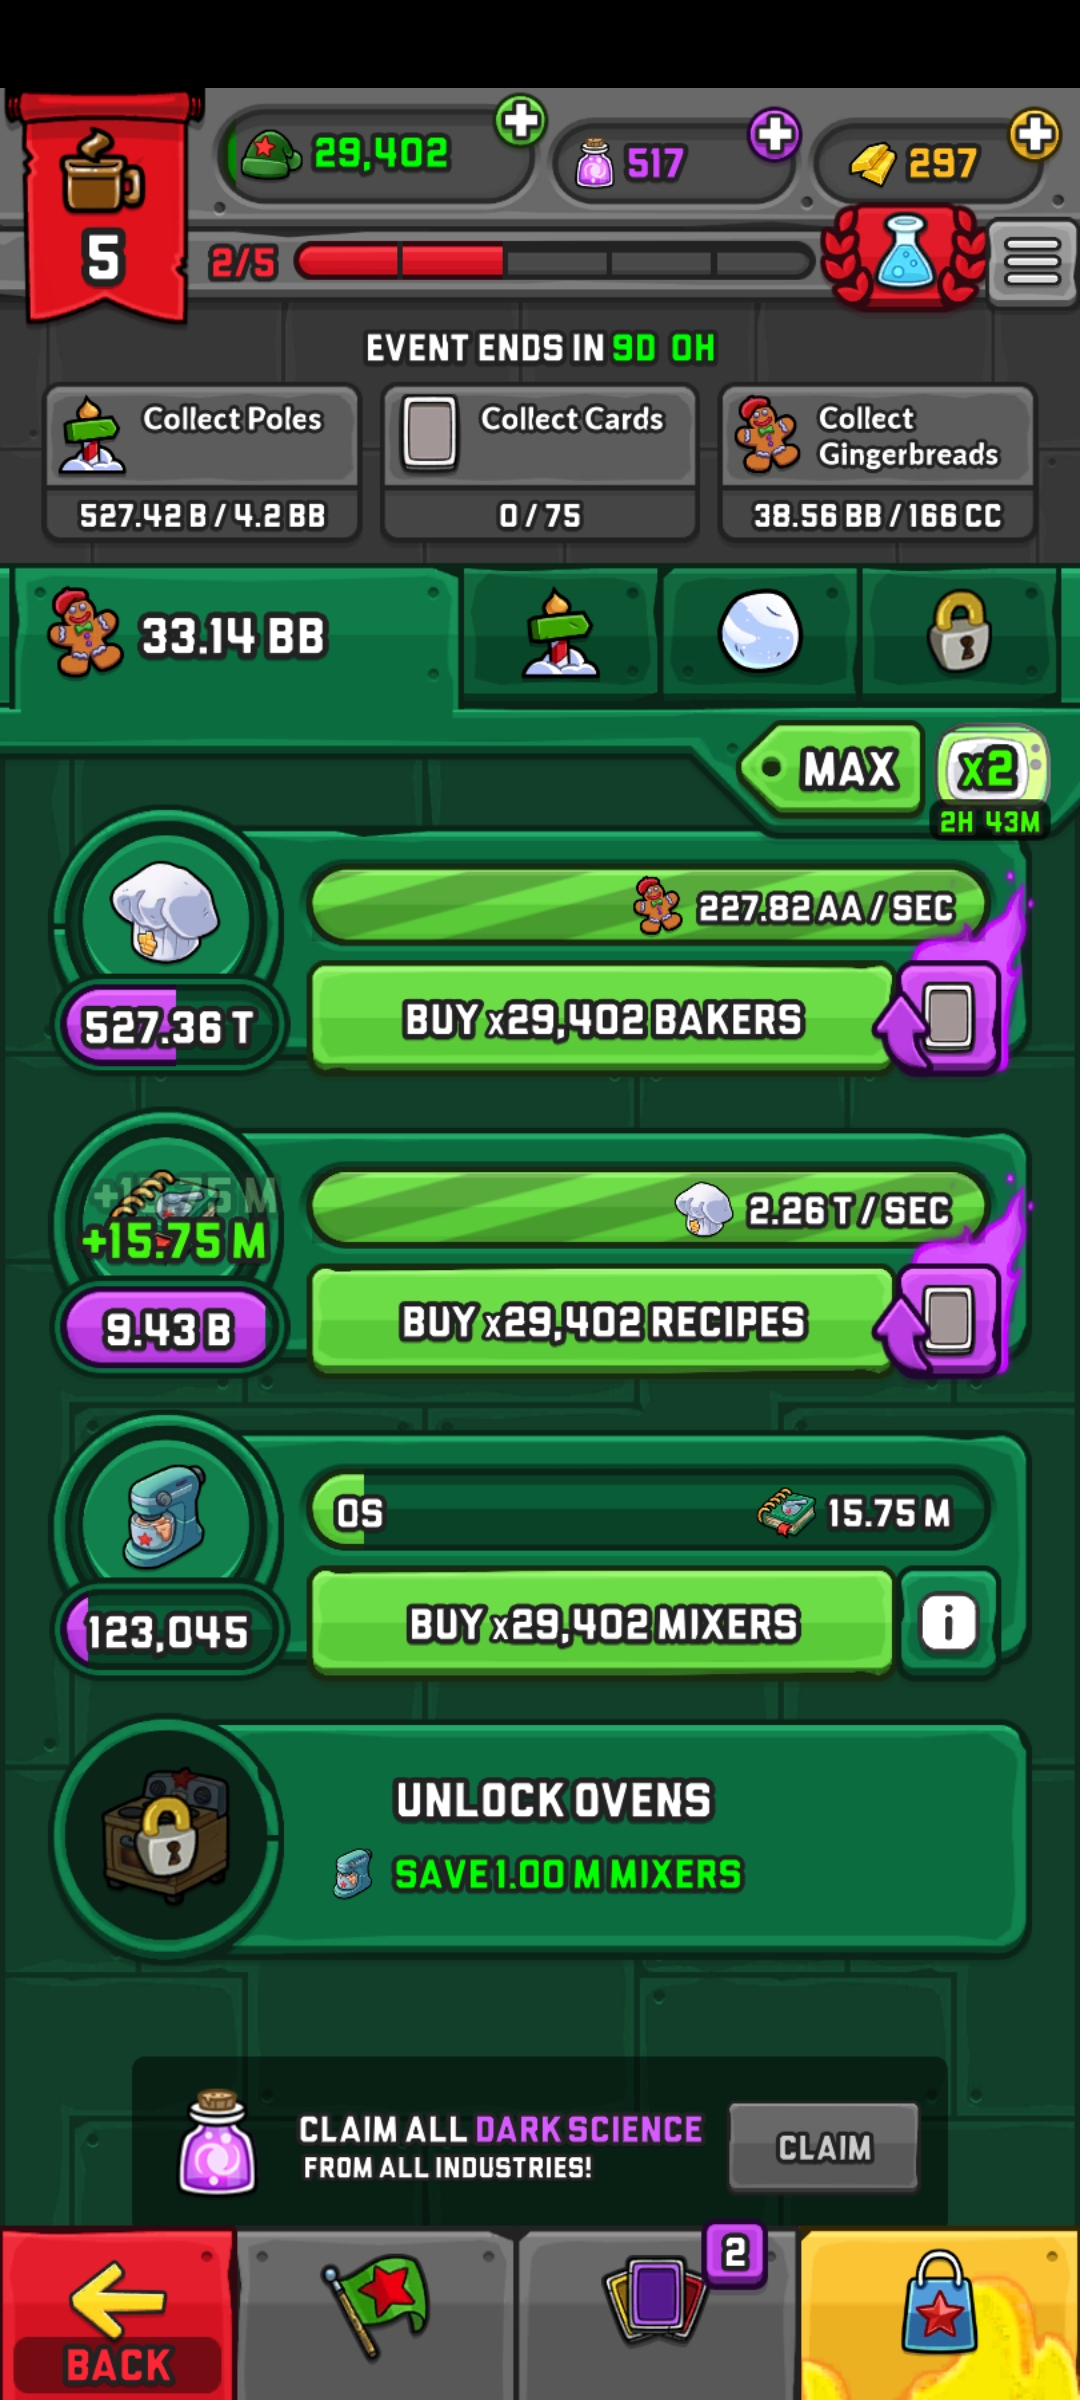 29,402
517
297
5
2/5
EVENT ENDS IN 9D 0H
Collect Poles
527.42 B / 4.2 BB
Collect Cards
0 / 75
Collect
Gingerbreads
38.56 BB / 166 CC
33.14 BB
MAX
x2
2H 43M
227.82 AA / SEC
527.36 T
BUY x29,402 BAKERS
+15.75 M
+15.75 M
2.26 T / SEC
9.43 B
BUY x29,402 RECIPES
0S
15.75 M
123,045
BUY x29,402 MIXERS
i
UNLOCK OVENS
SAVE 1.00 M MIXERS
CLAIM ALL DARK SCIENCE
FROM ALL INDUSTRIES!
CLAIM
2
BACK